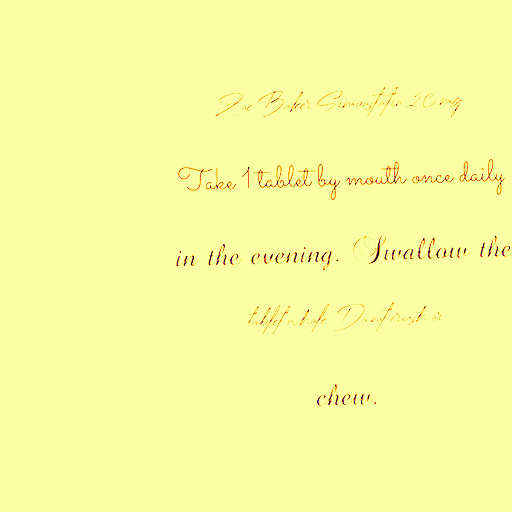 Zoe Baker Simvastatin 20 mg
Take 1 tablet by mouth once daily
in the evening. Swallow the
tablet whole. Do not crush or
chew.